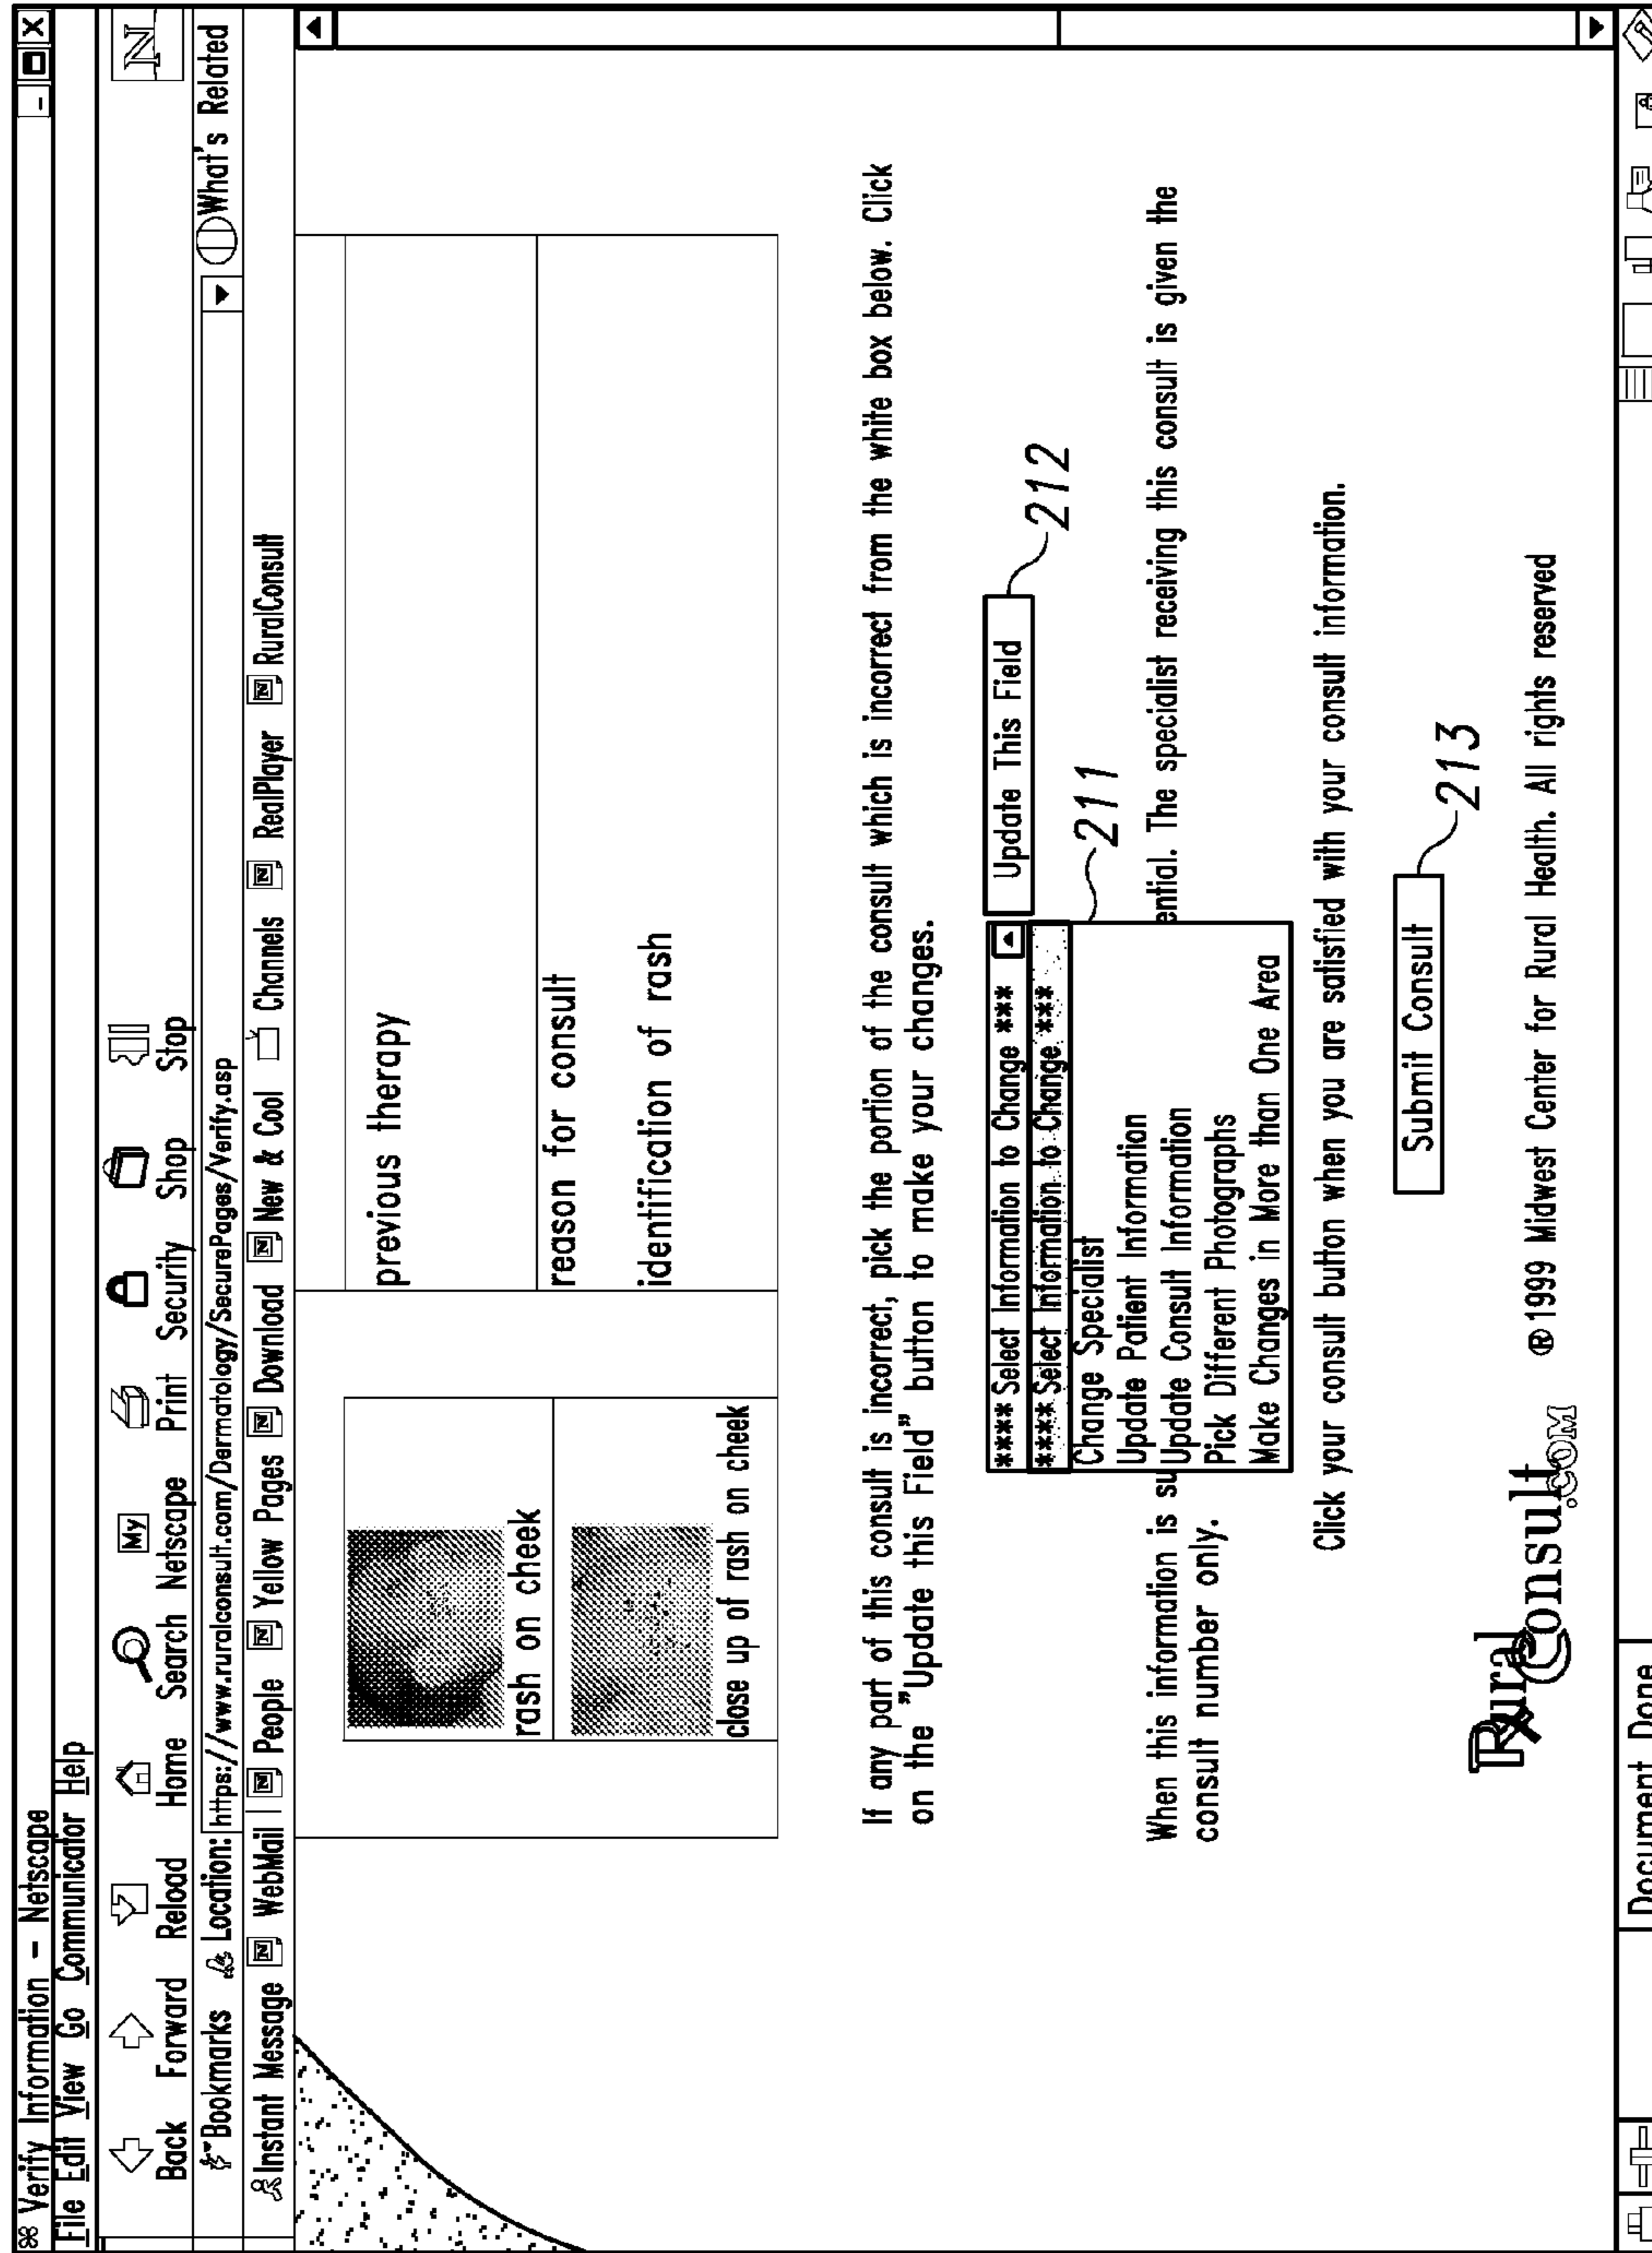 Verify Information - Netscape
File Edit View Go Communicator Help
N
Back Forward Reload Home Search Netscape Print Security Shop Stop
My
Bookmarks Location: https://www.ruralconsult.com/Dermatology/SecurePages/Verify.asp What's Related
Instant Message WebMail People Yellow Pages Download New & Cool Channels RealPlayer RuralConsult
previous therapy
rash on cheek
reason for consult
identification of rash
close up of rash on cheek
If any part of this consult is incorrect, pick the portion of the consult which is incorrect from the white box below. Click
on the "Update this Field" button to make your changes.
**** Select Information to Change *** Update This Field 212
**** Select Information to Change ***
Change Specialist 211
Update Patient Information
When this information is su Update Consult Information ential. The specialist receiving this consult is given the
consult number only. Pick Different Photographs
Make Changes in More than One Area
Click your consult button when you are satisfied with your consult information.
Submit Consult 213
Rural Consult .COM ®1999 Midwest Center for Rural Health. All rights reserved
Document Done